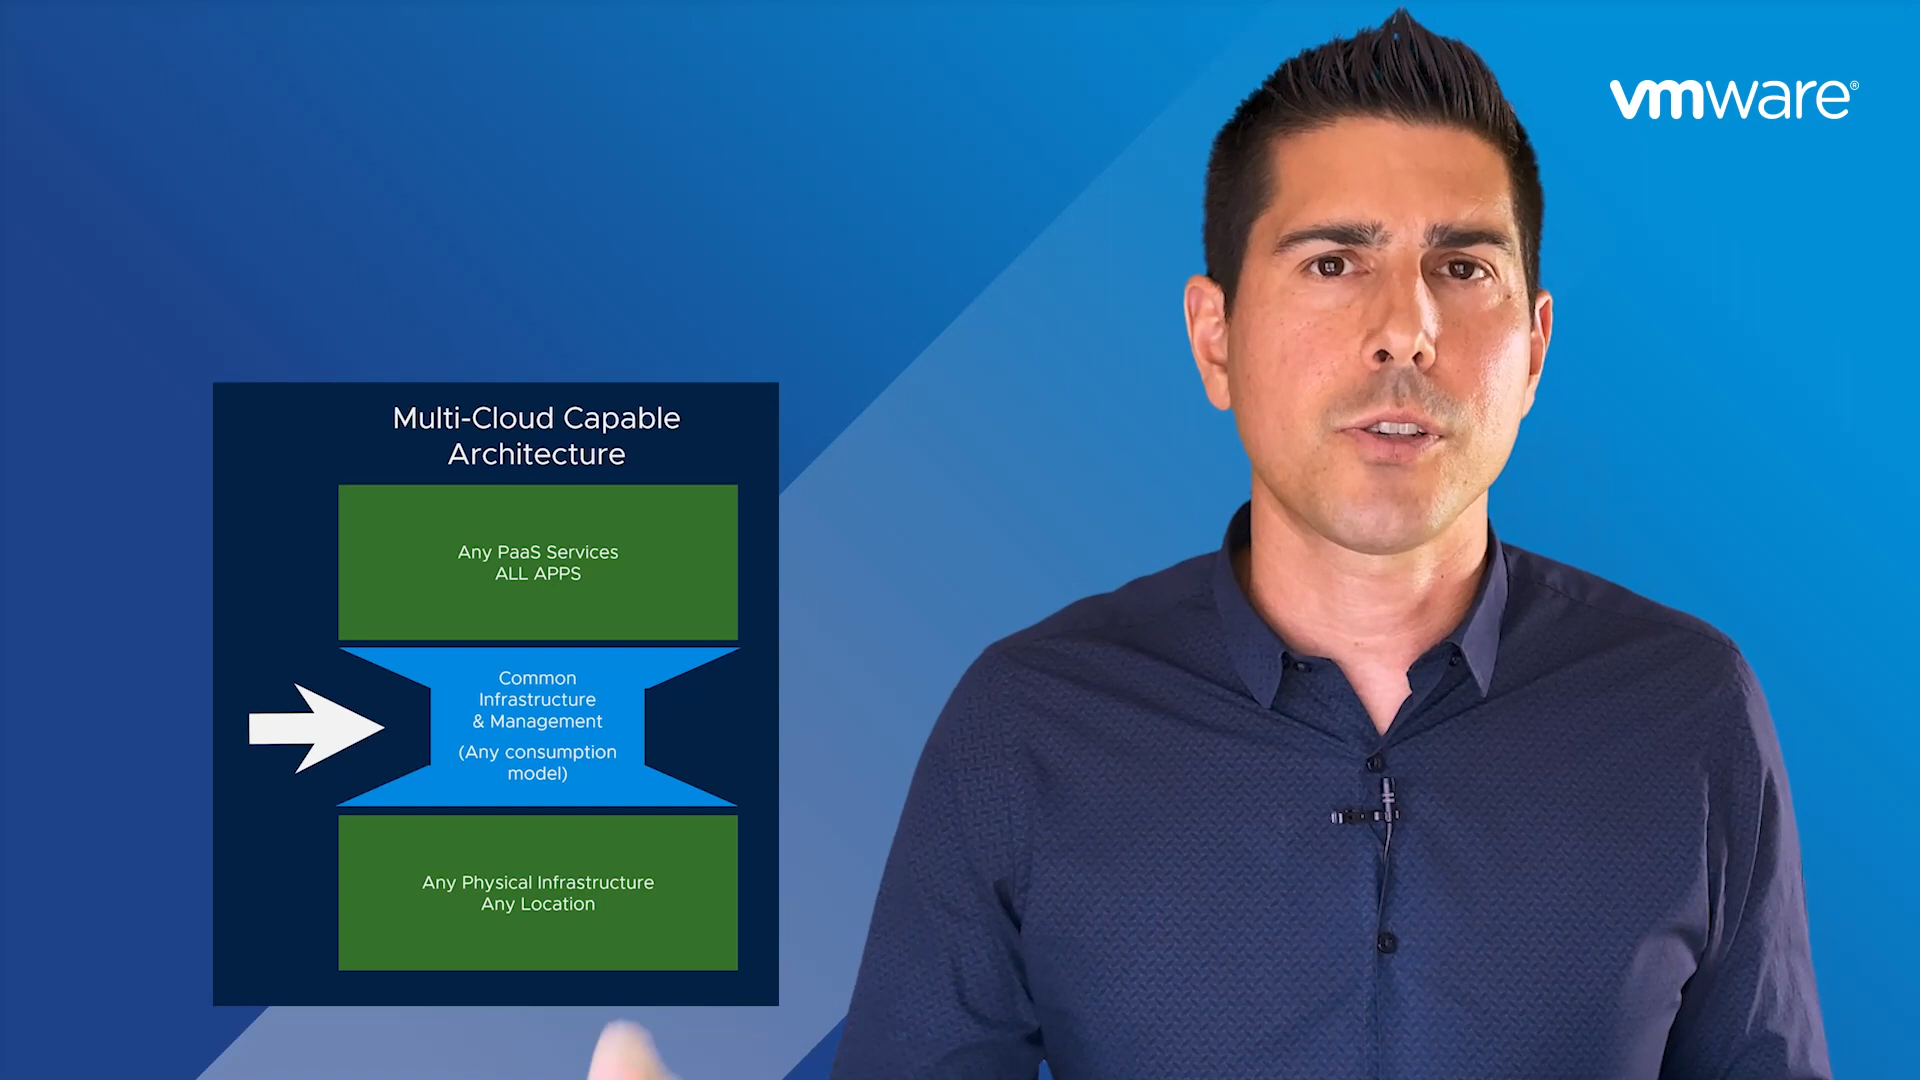 vmware®
Multi-Cloud Capable
Architecture
Any PaaS Services
ALL APPS
Common
Infrastructure
& Management
(Any consumption
model)
Any Physical Infrastructure
Any Location